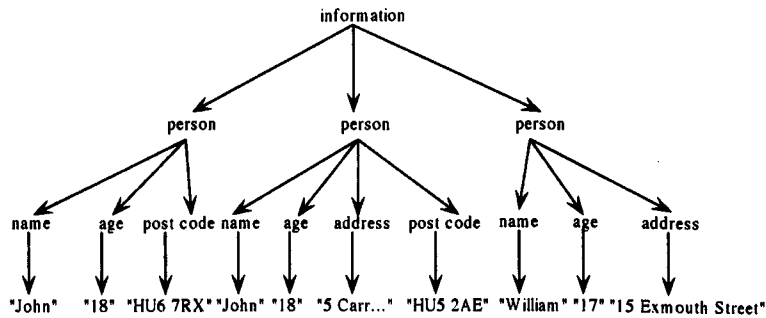 information
person person person
name age post code name age address post code name age address
"John" "18" "HU6 7RX" "John" "18" "5 Carr..." "HU5 2AE" "William" "17" "15 Exmouth Street"